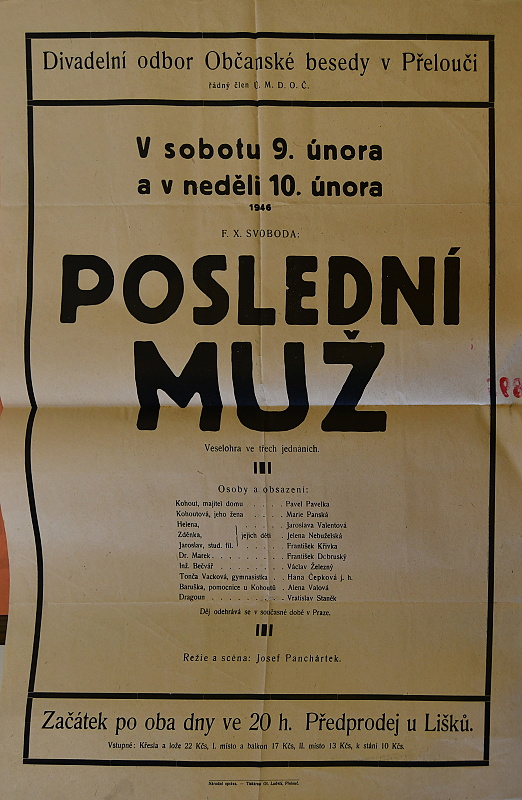 Divadelní odbor Občanské besedy v Přelouči
řádný člen Ú. M. D. O. Č.
V sobotu 9. února
a v neděli 10. února
1946
F. X. SVOBODA:
POSLEDNÍ
MUŽ
Veselohra ve třech jednáních.
Osoby a obsazení:
Kohout, majitel domu . . . . Pavel Pavelka
Kohoutová, jeho žena . . . . Marie Panská
Helena, . . . . . Jaroslava Valentová
Zděnka, jejich děti Jelena Nebuželská
Jaroslav, stud. fil. . . . . . František Křivka
Dr. Marek . . . . . . . . František Dobruský
Inž. Bečvář . . . . . . . . Václav Železný
Tonča Vacková, gymnasistka . . Hana Čepková j. h.
Baruška, pomocnice u Kohoutů . Alena Valová
Dragoun . . . . . . . . Vratislav Staněk
Děj odehrává se v současné době v Praze.
Režie a scéna: Josef Panchártek.
Začátek po oba dny ve 20 h. Předprodej u Lišků.
Vstupné: Křesla a lože 22 Kčs, I. místo a balkon 17 Kčs, II. místo 13 Kčs, k stání 10 Kčs.
Národní správa. – Tiskárna